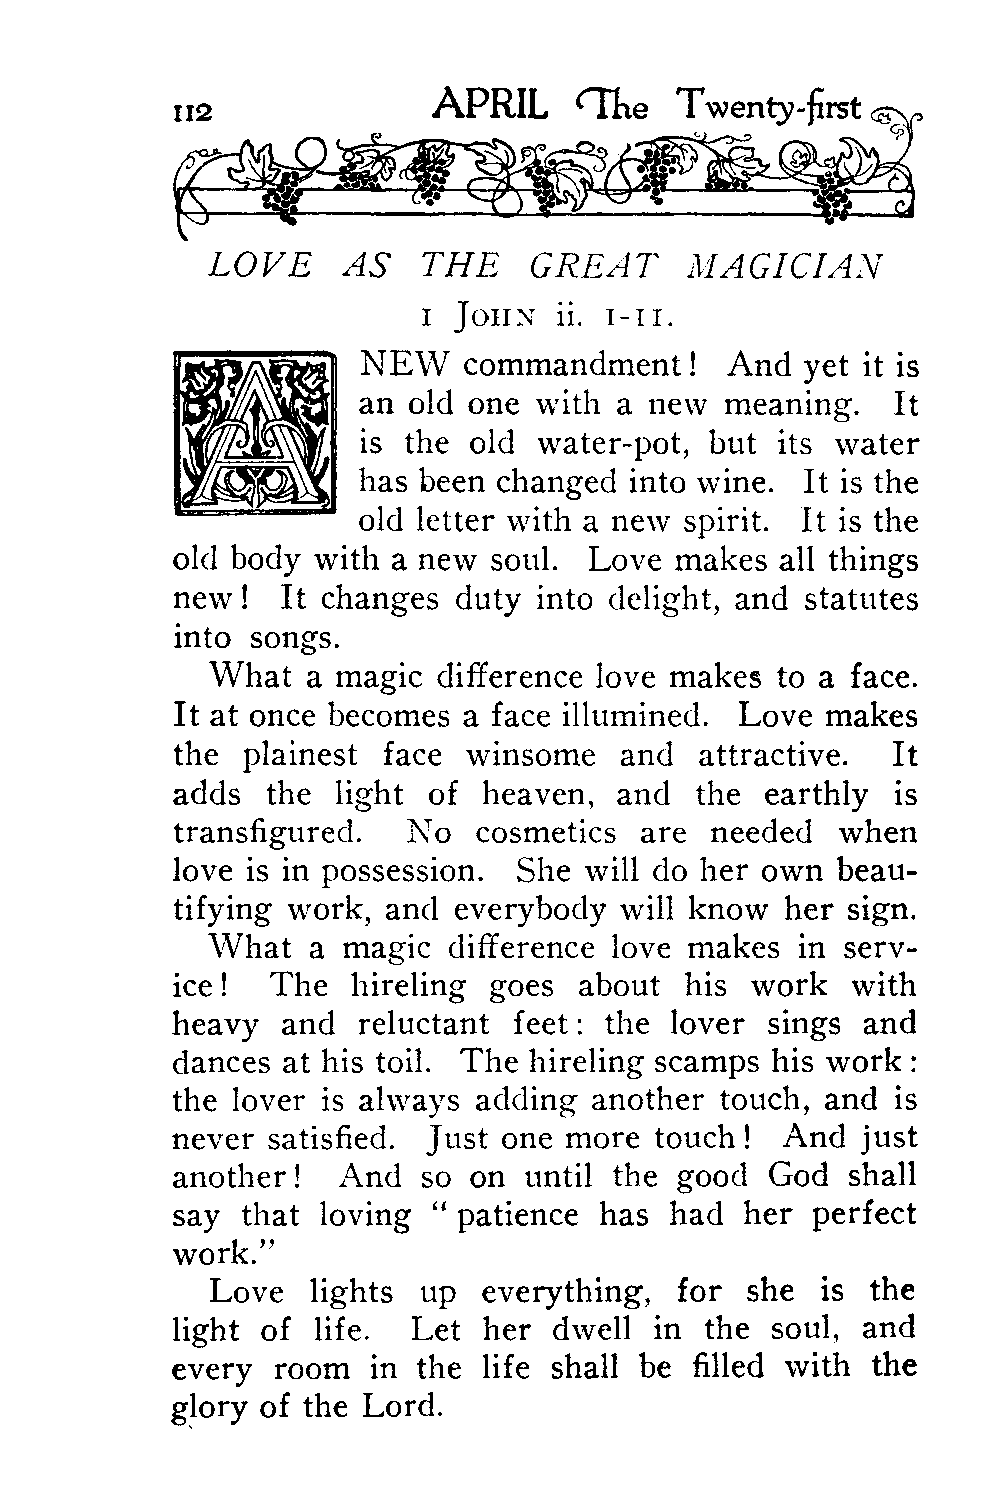 112 APRIL The Twenty-first
LOVE AS THE GREAT MAGICIAN
1 JOHN ii. 1-11.
A NEW commandment! And yet it is
an old one with a new meaning. It
is the old water-pot, but its water
has been changed into wine. It is the
old letter with a new spirit. It is the
old body with a new soul. Love makes all things
new! It changes duty into delight, and statutes
into songs.
What a magic difference love makes to a face.
It at once becomes a face illumined. Love makes
the plainest face winsome and attractive. It
adds the light of heaven, and the earthly is
transfigured. No cosmetics are needed when
love is in possession. She will do her own beau-
tifying work, and everybody will know her sign.
What a magic difference love makes in serv-
ice! The hireling goes about his work with
heavy and reluctant feet: the lover sings and
dances at his toil. The hireling scamps his work:
the lover is always adding another touch, and is
never satisfied. Just one more touch! And just
another! And so on until the good God shall
say that loving "patience has had her perfect
work."
Love lights up everything, for she is the
light of life. Let her dwell in the soul, and
every room in the life shall be filled with the
glory of the Lord.